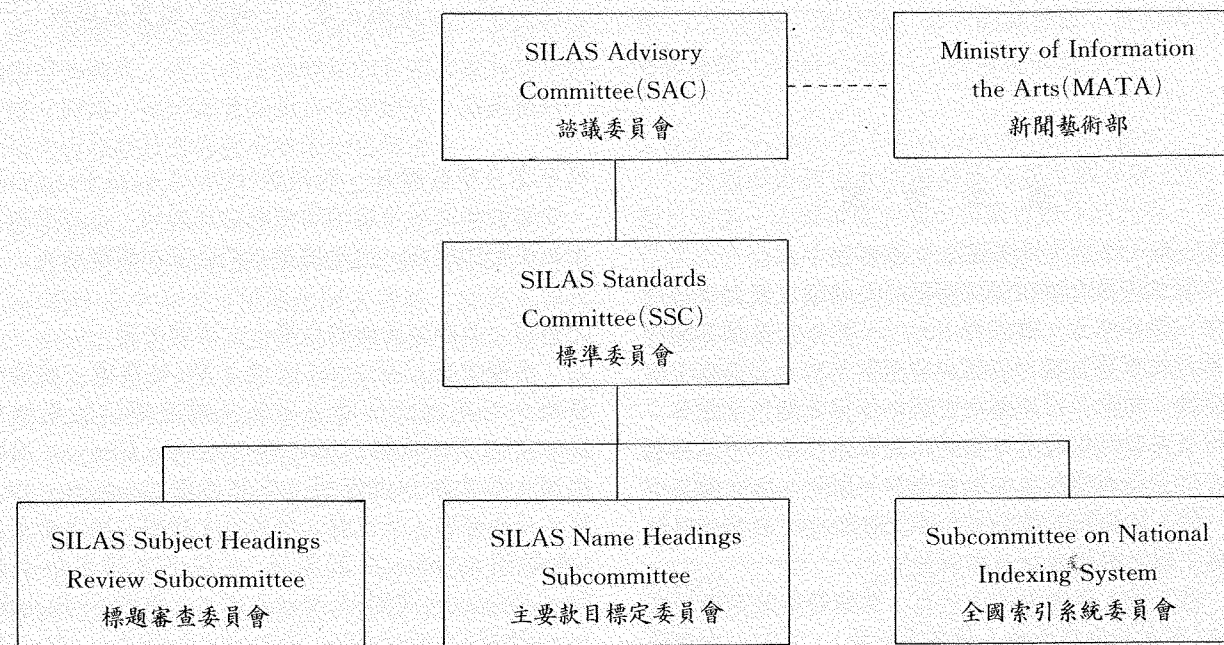 SILAS Advisory
Committee(SAC)
諮議委員會
Ministry of Information
the Arts(MATA)
新聞藝術部
SILAS Standards
Committee(SSC)
標準委員會
SILAS Subject Headings
Review Subcommittee
標題審查委員會
SILAS Name Headings
Subcommittee
主要款目標定委員會
Subcommittee on National
Indexing System
全國索引系統委員會